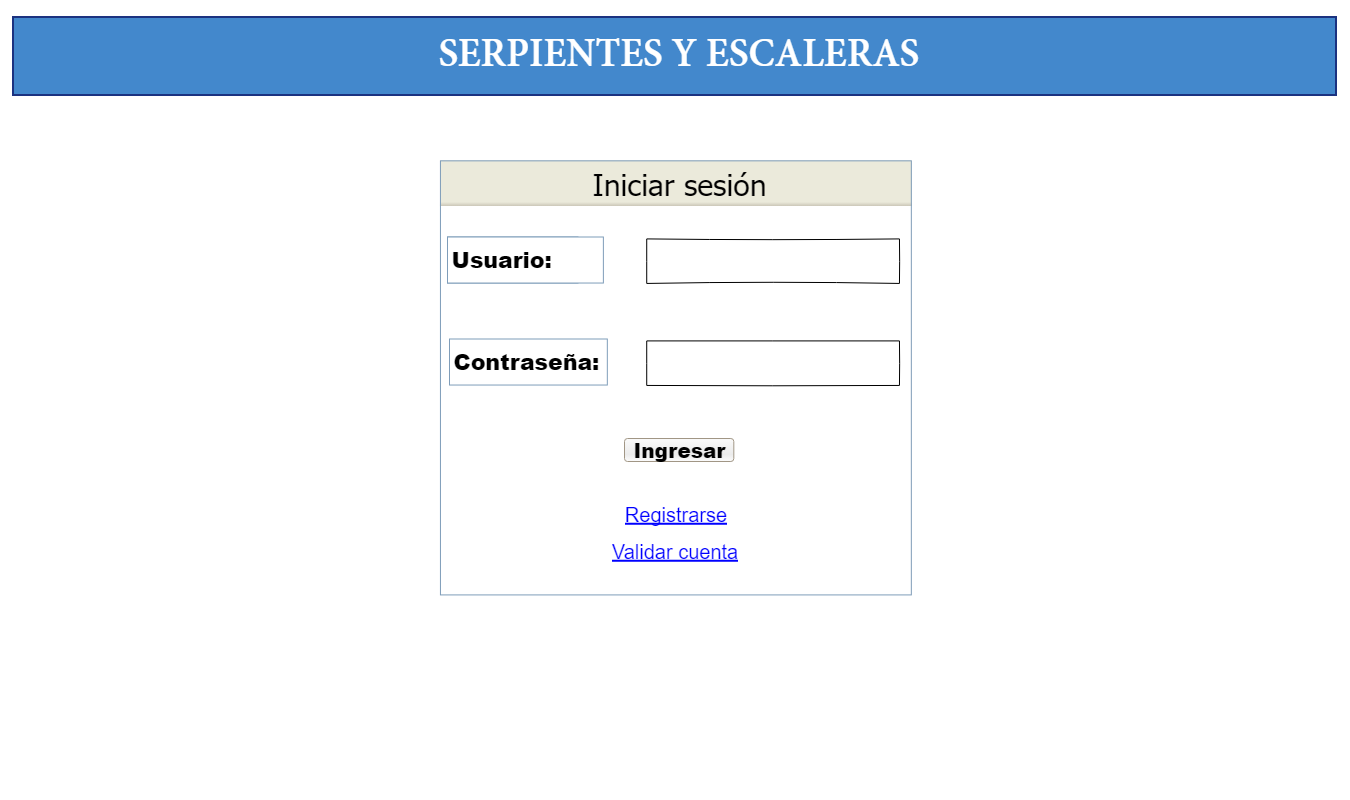 SERPIENTES Y ESCALERAS
Iniciar sesión
Usuario:
Contraseña:
Ingresar
Registrarse
Validar cuenta